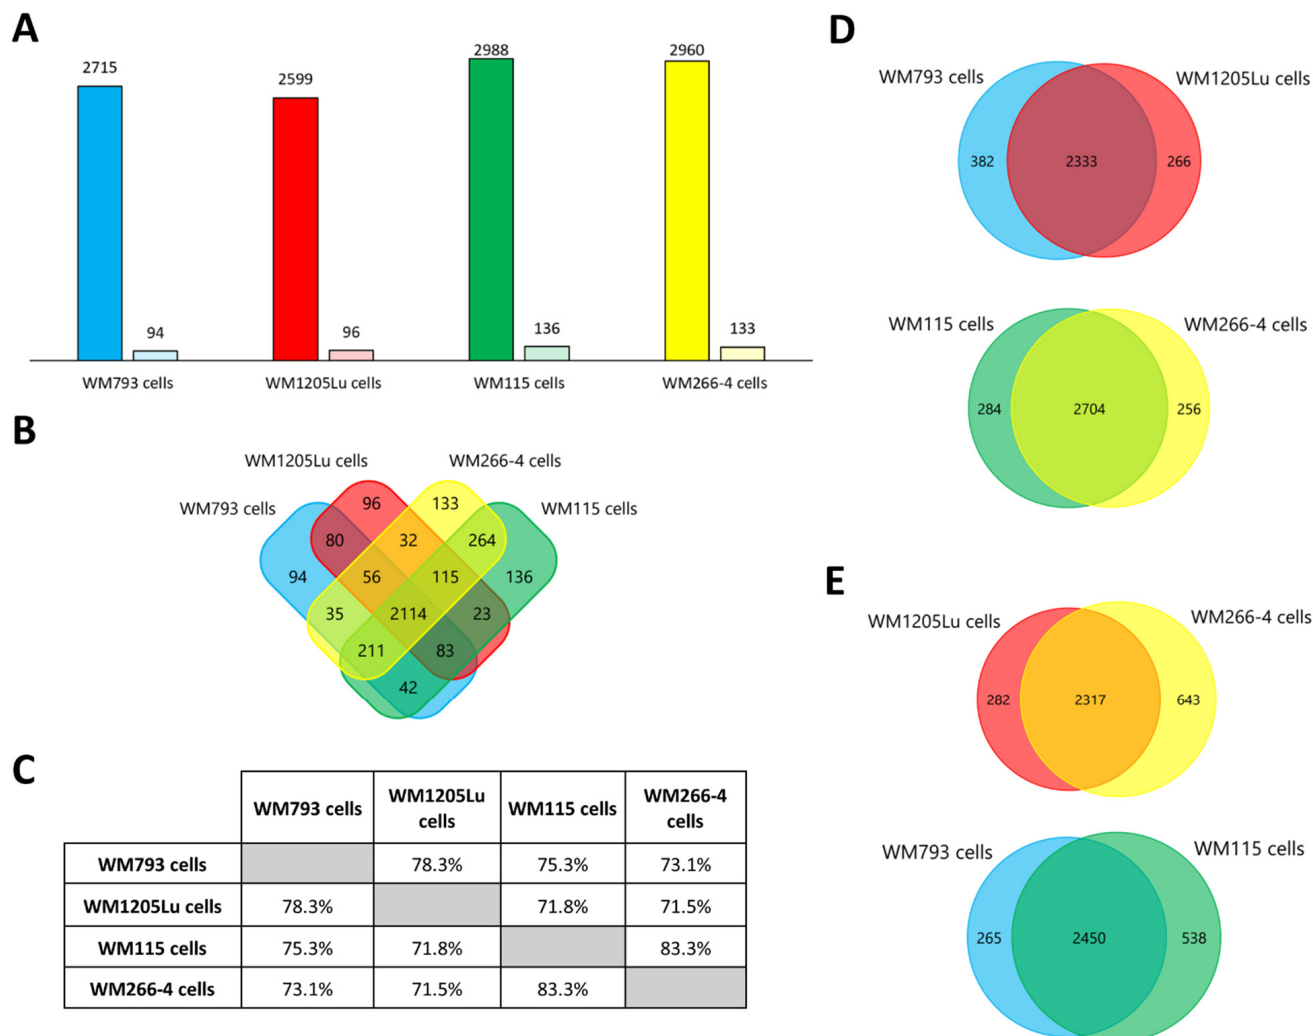 A
2715
94
2599
96
2988
136
2960
133
WM793 cells
WM1205Lu cells
WM115 cells
WM266-4 cells
B
WM1205Lu cells
WM266-4 cells
WM793 cells
WM115 cells
96
133
80
32
264
94
56
115
136
35
2114
23
211
83
42
C
WM793 cells
WM1205Lu
cells
WM115 cells
WM266-4
cells
WM793 cells
78.3%
75.3%
73.1%
WM1205Lu cells
78.3%
71.8%
71.5%
WM115 cells
75.3%
71.8%
83.3%
WM266-4 cells
73.1%
71.5%
83.3%
D
WM793 cells
WM1205Lu cells
382
2333
266
WM115 cells
WM266-4 cells
284
2704
256
E
WM1205Lu cells
WM266-4 cells
282
2317
643
WM793 cells
WM115 cells
265
2450
538